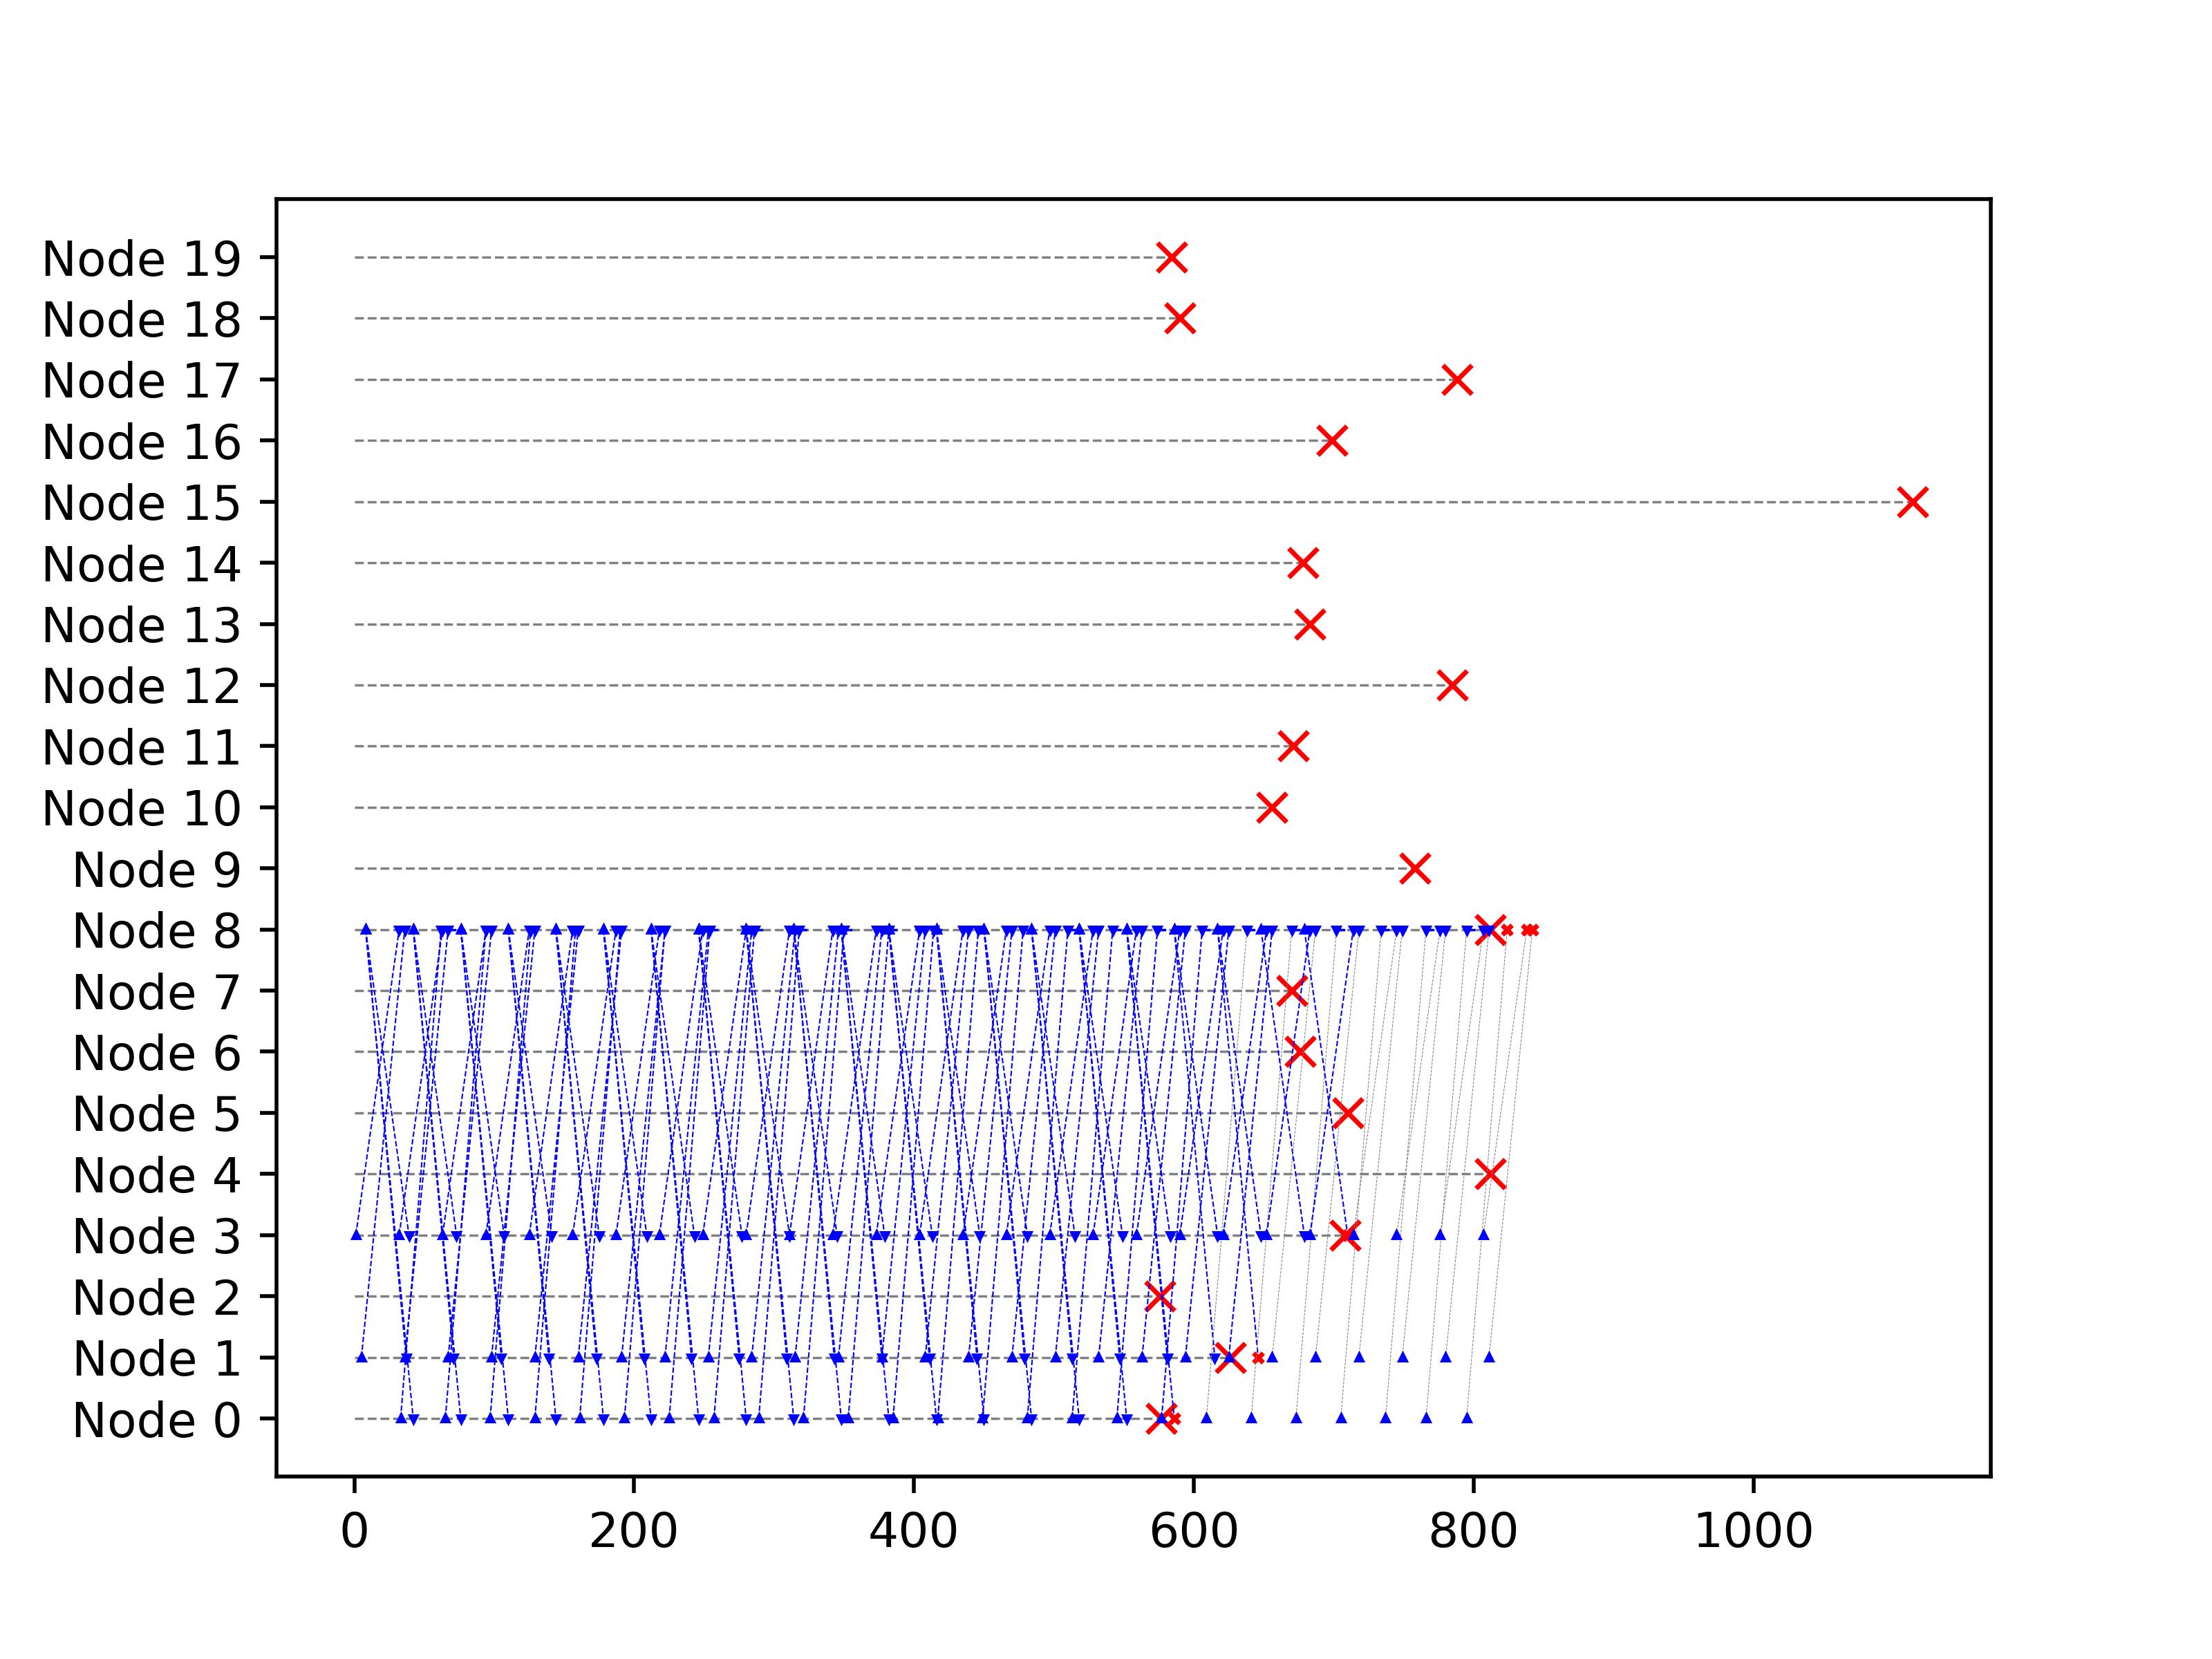 Node 19
Node 18
Node 17
Node 16
Node 15
Node 14
Node 13
Node 12
Node 11
Node 10
Node 9
Node 8
Node 7
Node 6
Node 5
Node 4
Node 3
Node 2
Node 1
Node 0
0 200 400 600 800 1000